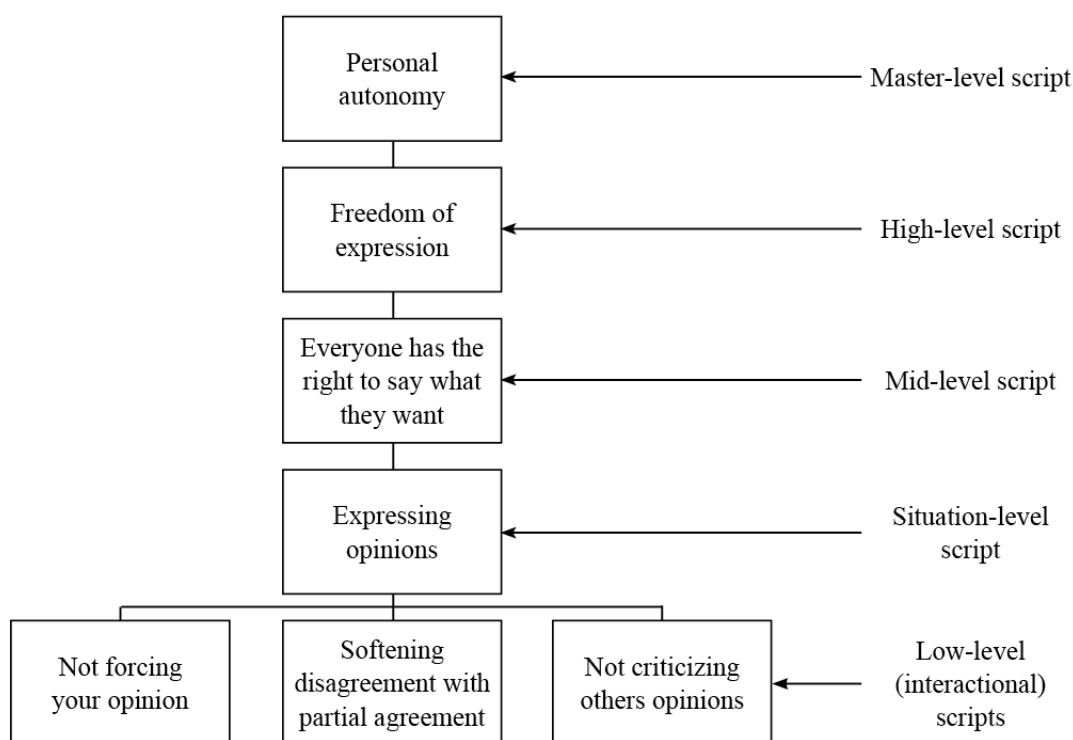 Personal
autonomy
Master-level script
Freedom of
expression
High-level script
Everyone has the
right to say what
they want
Mid-level script
Expressing
opinions
Situation-level
script
Not forcing
your opinion
Softening
disagreement with
partial agreement
Not criticizing
others opinions
Low-level
(interactional)
scripts